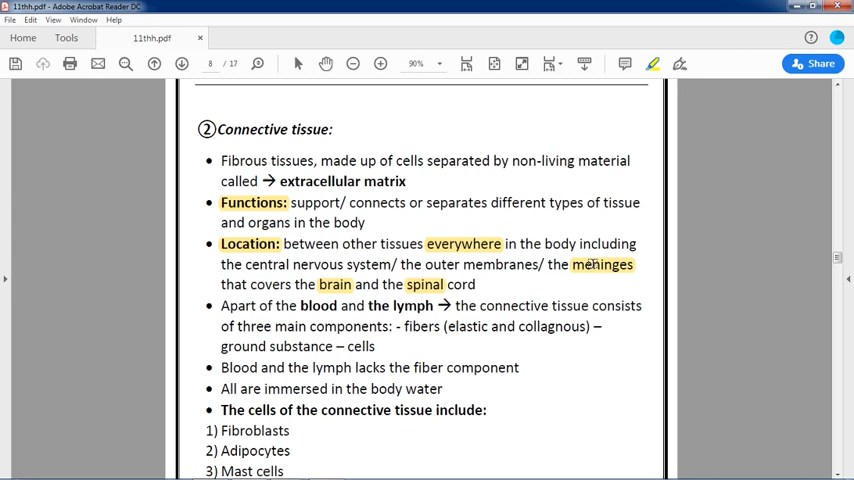 11thh.pdf - Adobe Acrobat Reader DC
File Edit View Window Help
Home Tools 11thh.pdf × Share
8 / 17 90%
② Connective tissue:
• Fibrous tissues, made up of cells separated by non-living material
called → extracellular matrix
• Functions: support/ connects or separates different types of tissue
and organs in the body
• Location: between other tissues everywhere in the body including
the central nervous system/ the outer membranes/ the meninges
that covers the brain and the spinal cord
• Apart of the blood and the lymph → the connective tissue consists
of three main components: - fibers (elastic and collagnous) –
ground substance – cells
• Blood and the lymph lacks the fiber component
• All are immersed in the body water
• The cells of the connective tissue include:
1) Fibroblasts
2) Adipocytes
3) Mast cells